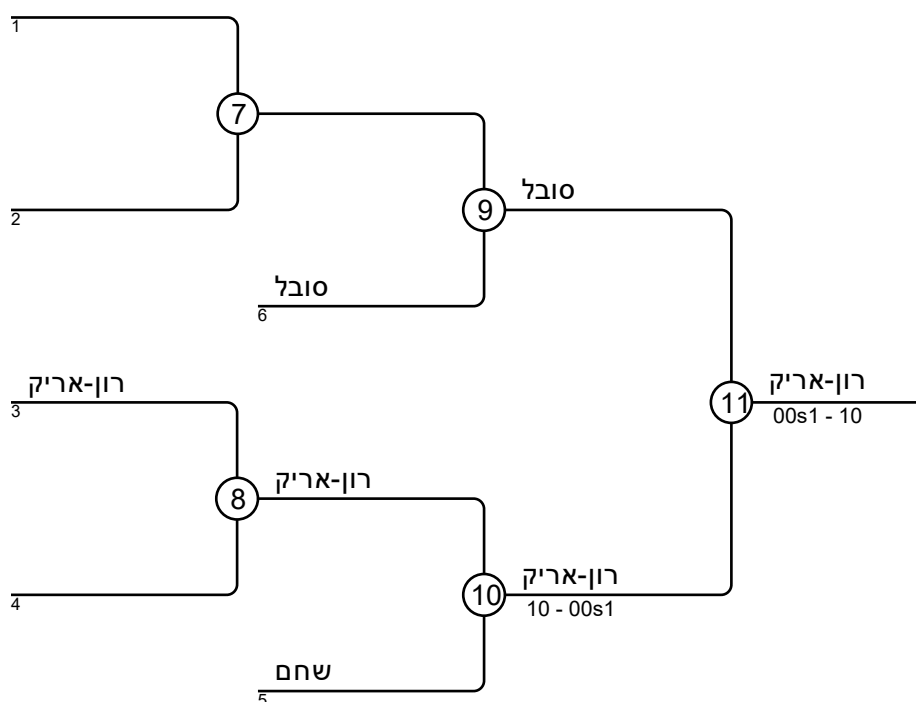 1
7
2
סובל
9
סובל
6
רון-אריק
3
רון-אריק
11
00s1 - 10
רון-אריק
8
רון-אריק
10
10 - 00s1
4
שחם
5